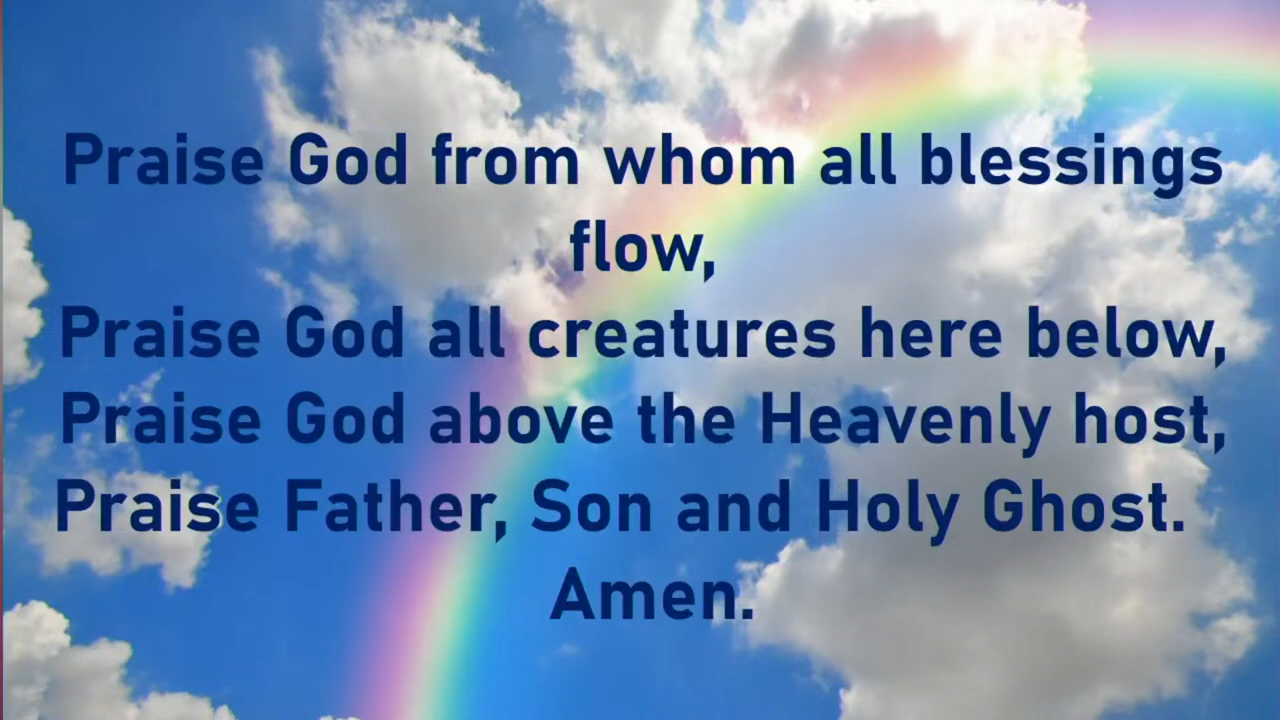 Praise God from whom all blessings
flow,
Praise God all creatures here below,
Praise God above the Heavenly host,
Praise Father, Son and Holy Ghost.
Amen.